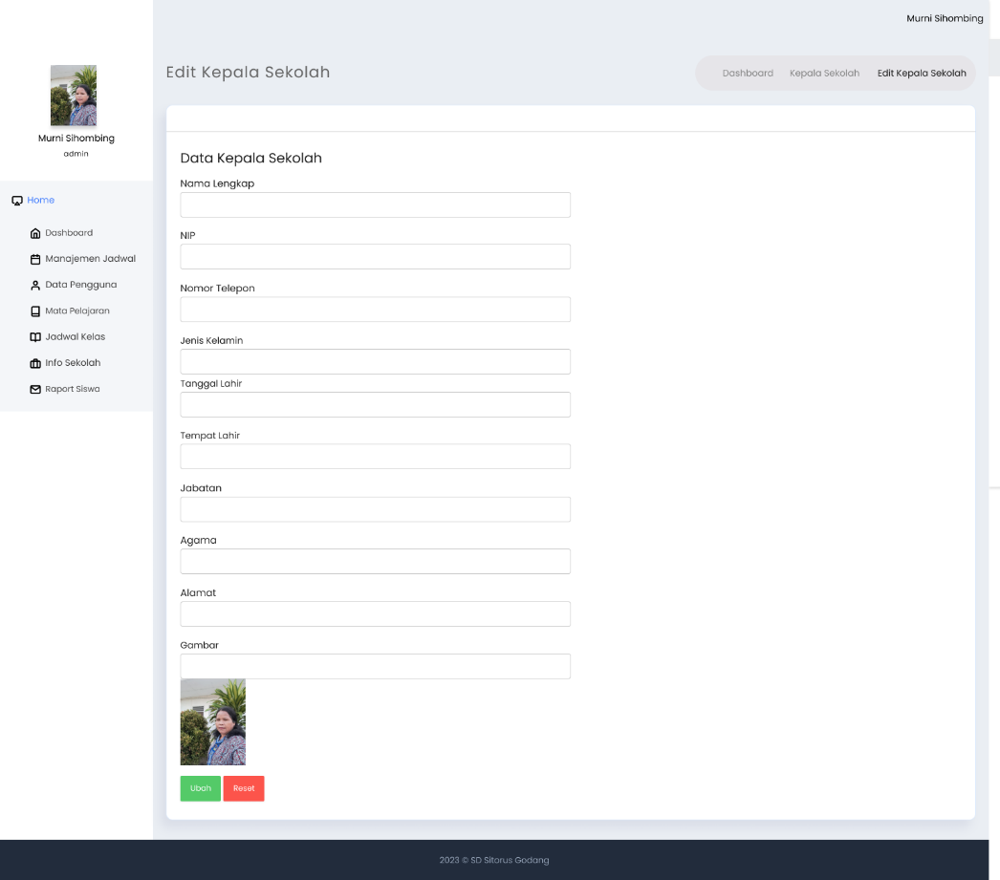 Murni Sihombing
Edit Kepala Sekolah
Dashboard Kepala Sekolah Edit Kepala Sekolah
Murni Sihombing
admin
Home
Dashboard
Manajemen Jadwal
Data Pengguna
Mata Pelajaran
Jadwal Kelas
Info Sekolah
Raport Siswa
Data Kepala Sekolah
Nama Lengkap
NIP
Nomor Telepon
Jenis Kelamin
Tanggal Lahir
Tempat Lahir
Jabatan
Agama
Alamat
Gambar
Ubah Reset
2023 © SD Sitorus Godang